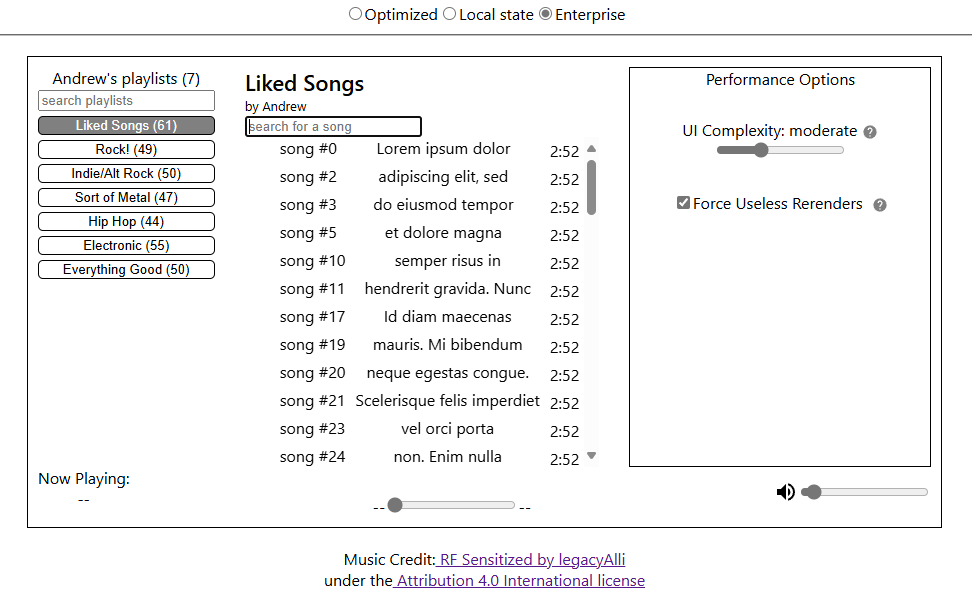 Optimized Local state Enterprise
Andrew's playlists (7)
search playlists
Liked Songs (61)
Rock! (49)
Indie/Alt Rock (50)
Sort of Metal (47)
Hip Hop (44)
Electronic (55)
Everything Good (50)
Liked Songs
by Andrew
search for a song
song #0 Lorem ipsum dolor 2:52
song #2 adipiscing elit, sed 2:52
song #3 do eiusmod tempor 2:52
song #5 et dolore magna 2:52
song #10 semper risus in 2:52
song #11 hendrerit gravida. Nunc 2:52
song #17 Id diam maecenas 2:52
song #19 mauris. Mi bibendum 2:52
song #20 neque egestas congue. 2:52
song #21 Scelerisque felis imperdiet 2:52
song #23 vel orci porta 2:52
song #24 non. Enim nulla 2:52
Performance Options
UI Complexity: moderate ?
Force Useless Rerenders ?
Now Playing:
--
-- --
Music Credit: RF Sensitized by legacyAlli
under the Attribution 4.0 International license